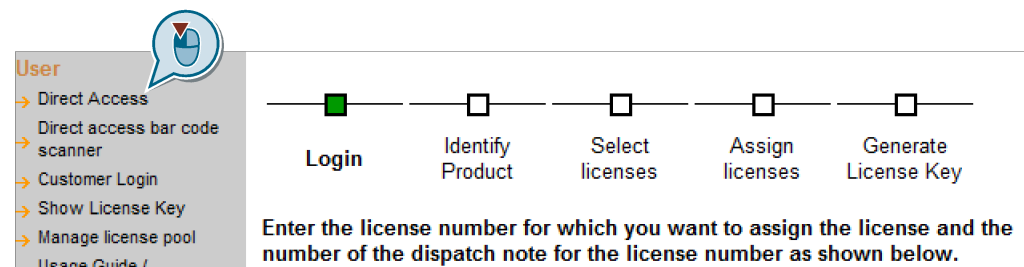 User
Direct Access
Direct access bar code
scanner
Customer Login
Show License Key
Manage license pool
Usage Guide /
Login
Identify
Product
Select
licenses
Assign
licenses
Generate
License Key
Enter the license number for which you want to assign the license and the
number of the dispatch note for the license number as shown below.